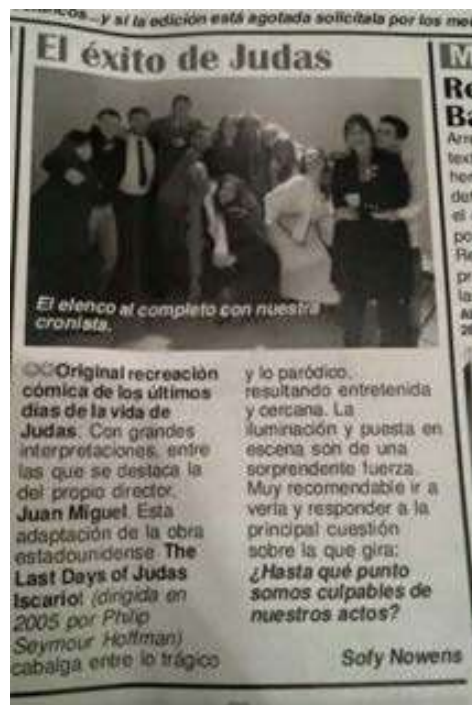 ...y si la edición está agotada solicítala por los
El éxito de Judas
El elenco al completo con nuestra
cronista.
Original recreación
cómica de los últimos
días de la vida de
Judas. Con grandes
interpretaciones, entre
las que se destaca la
del propio director,
Juan Miguel. Esta
adaptación de la obra
estadounidense The
Last Days of Judas
Iscariot (dirigida en
2005 por Philip
Seymour Hoffman)
cabalga entre lo trágico
y lo paródico,
resultando entretenida
y cercana. La
iluminación y puesta en
escena son de una
sorprendente fuerza.
Muy recomendable ir a
verla y responder a la
principal cuestión
sobre la que gira:
¿Hasta qué punto
somos culpables de
nuestros actos?
Sofy Nowens